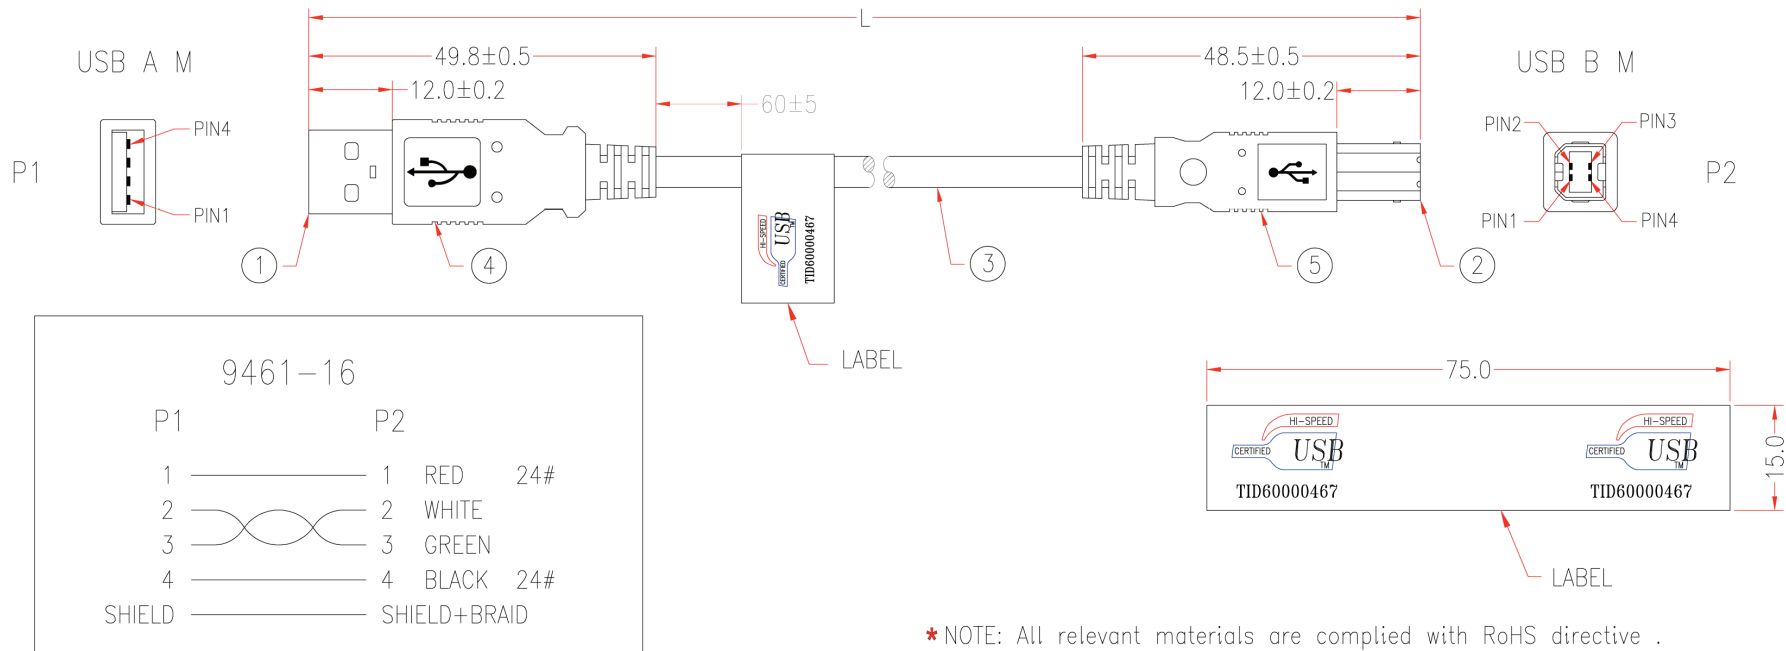 L
49.8±0.5
48.5±0.5
USB A M
USB B M
12.0±0.2
60±5
12.0±0.2
PIN4
PIN2
PIN3
P1
P2
PIN1
PIN1
PIN4
HI-SPEED
CERTIFIED
USB
TM
TID60000467
1
4
3
5
2
LABEL
9461-16
P1 P2
1 1 RED 24#
2 2 WHITE
3 3 GREEN
4 4 BLACK 24#
SHIELD SHIELD+BRAID
75.0
15.0
HI-SPEED
CERTIFIED USB
TM
TID60000467
HI-SPEED
CERTIFIED USB
TM
TID60000467
LABEL
*NOTE: All relevant materials are complied with RoHS directive .